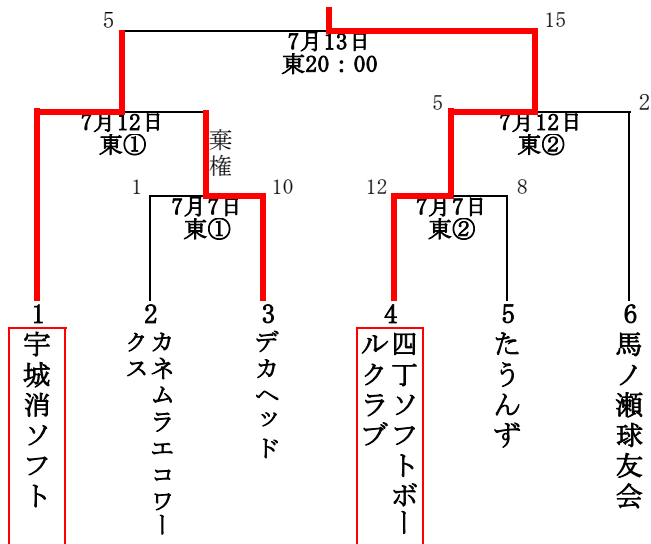 5
15
7月13日
東20：00
7月12日
東①
棄権
5
2
7月12日
東②
1
10
7月7日
東①
12
8
7月7日
東②
1
2
3
4
5
6
宇城消ソフト
カネムラエコワー
クス
デカヘッド
四丁ソフトボー
ルクラブ
たうんず
馬ノ瀬球友会